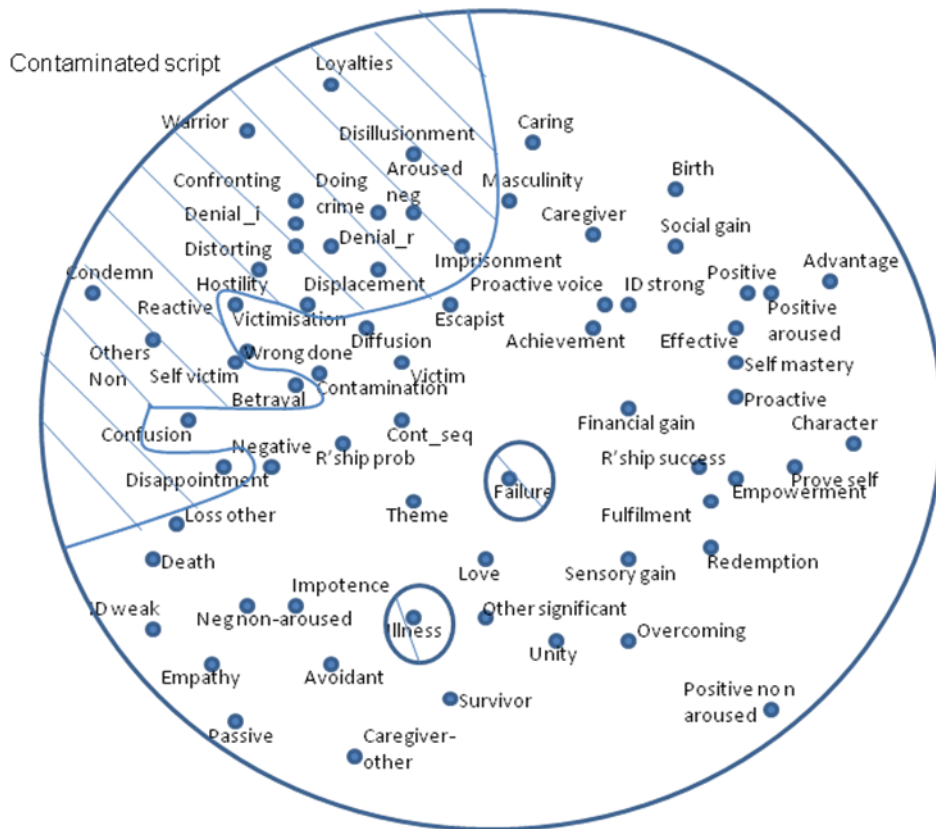 Contaminated script
Loyalties
Warrior
Disillusionment
Caring
Aroused
neg
Birth
Confronting
Doing
crime
Masculinity
Denial_i
Caregiver
Social gain
Distorting
Denial_r
Imprisonment
Condemn
Hostility
Displacement
Proactive voice
ID strong
Positive
Advantage
Reactive
Victimisation
Escapist
Positive
aroused
Others
Non
Wrong done
Diffusion
Achievement
Effective
Self victim
Victim
Self mastery
Betrayal
Contamination
Proactive
Confusion
Cont_seq
Financial gain
Character
Negative
R'ship prob
R'ship success
Disappointment
Failure
Prove self
Empowerment
Loss other
Theme
Fulfilment
Death
Love
Sensory gain
Redemption
Impotence
ID weak
Neg non-aroused
Illness
Other significant
Overcoming
Unity
Empathy
Avoidant
Survivor
Positive non
aroused
Passive
Caregiver-
other